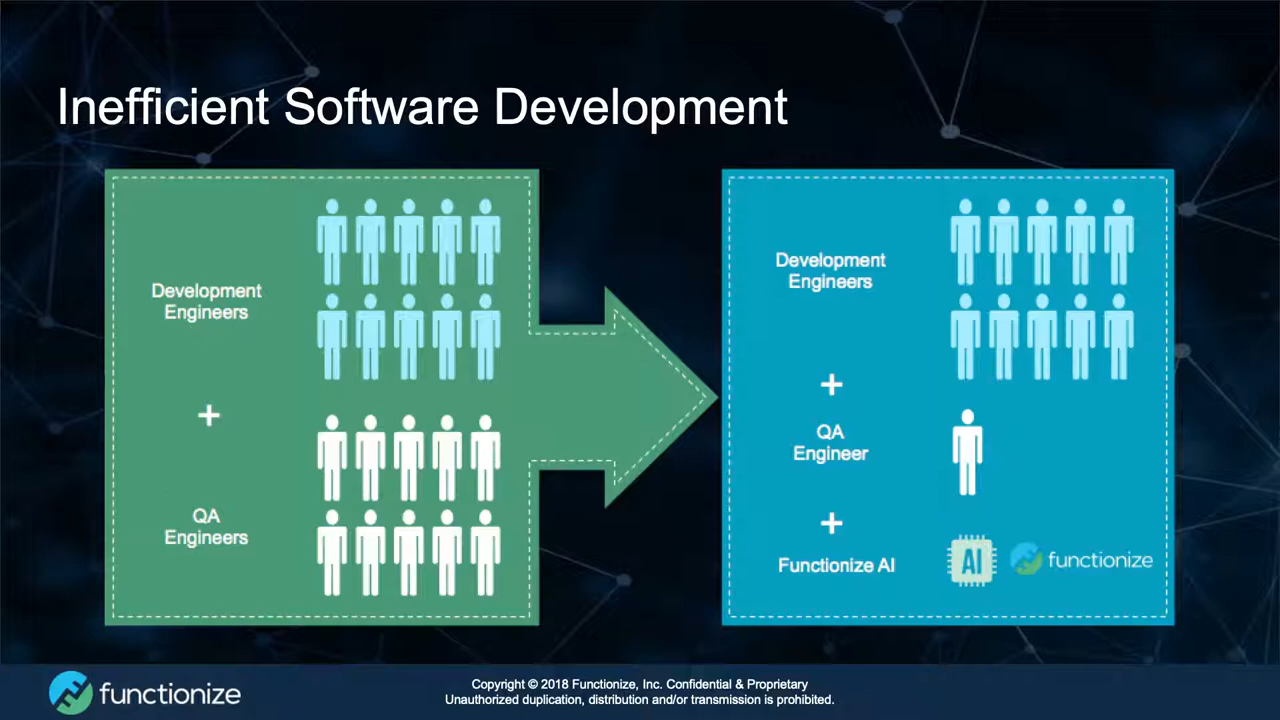 Inefficient Software Development
Development
Engineers
+
QA
Engineers
Development
Engineers
+
QA
Engineer
+
Functionize AI
AI
functionize
functionize
Copyright © 2018 Functionize, Inc. Confidential & Proprietary
Unauthorized duplication, distribution and/or transmission is prohibited.